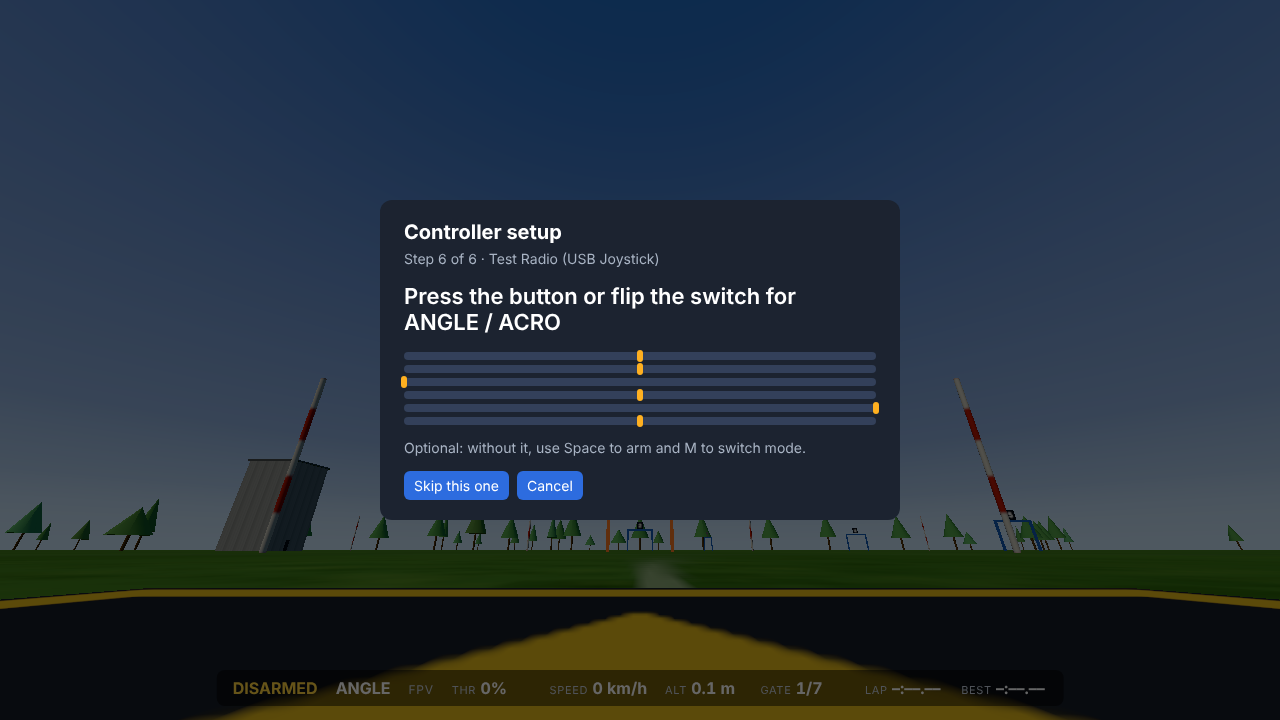 Controller setup
Step 6 of 6 · Test Radio (USB Joystick)
Press the button or flip the switch for
ANGLE / ACRO
Optional: without it, use Space to arm and M to switch mode.
Skip this one
Cancel
DISARMED ANGLE FPV THR 0% SPEED 0 km/h ALT 0.1 m GATE 1/7 LAP –:––.–– BEST –:––.––